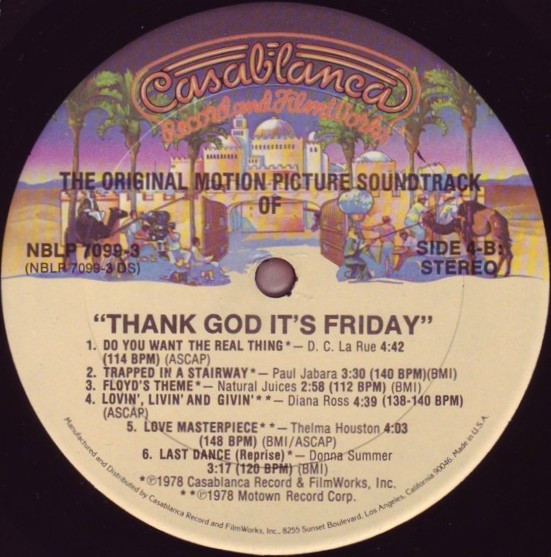 Casablanca
Record and FilmWorks
THE ORIGINAL MOTION PICTURE SOUNDTRACK
OF
NBLP 7099-3
(NBLP 7099-3 DS)
SIDE 4-B:
STEREO
“THANK GOD IT’S FRIDAY”
1. DO YOU WANT THE REAL THING*— D. C. La Rue 4:42
(114 BPM) (ASCAP)
2. TRAPPED IN A STAIRWAY*— Paul Jabara 3:30 (140 BPM)(BMI)
3. FLOYD’S THEME*— Natural Juices 2:58 (112 BPM) (BMI)
4. LOVIN’, LIVIN’ AND GIVIN’**— Diana Ross 4:39 (138-140 BPM)
(ASCAP)
5. LOVE MASTERPIECE**— Thelma Houston 4:03
(148 BPM) (BMI/ASCAP)
6. LAST DANCE (Reprise)*— Donna Summer
3:17 (120 BPM) (BMI)
*℗1978 Casablanca Record & FilmWorks, Inc.
**℗1978 Motown Record Corp.
Manufactured and Distributed by Casablanca Record and FilmWorks, Inc., 8255 Sunset Boulevard, Los Angeles, California 90046. Made in U.S.A.